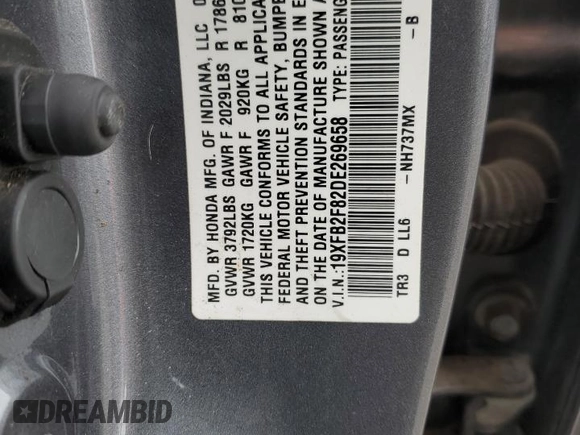 MFD. BY HONDA MFG. OF INDIANA, LLC
GVWR 3792LBS GAWR F 2029LBS R 1786
GVWR 1720KG GAWR F 920KG R 810
THIS VEHICLE CONFORMS TO ALL APPLICA
FEDERAL MOTOR VEHICLE SAFETY, BUMPE
AND THEFT PREVENTION STANDARDS IN E
ON THE DATE OF MANUFACTURE SHOWN A
V.I.N.:19XFB2F82DE269658 TYPE: PASSENG
TR3 D LL6 -NH737MX -B
DREAMBID